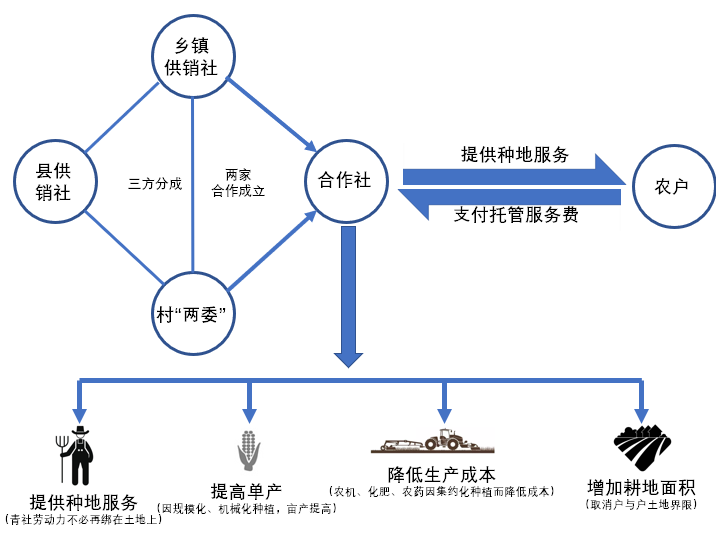 乡镇
供销社
县供
销社
三方分成
两家
合作成立
合作社
提供种地服务
支付托管服务费
农户
村“两委”
提供种地服务
(青社劳动力不必再绑在土地上)
提高单产
(因规模化、机械化种植，亩产提高)
降低生产成本
(农机、化肥、农药因集约化种植而降低成本)
增加耕地面积
(取消户与户土地界限)